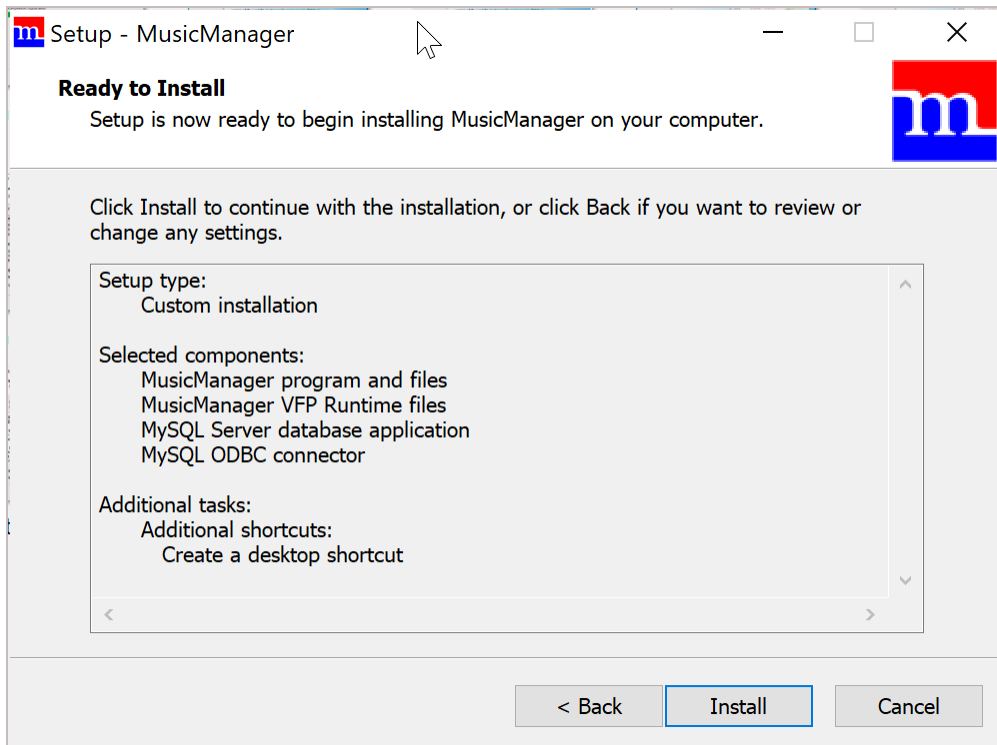 m Setup - MusicManager
Ready to Install
Setup is now ready to begin installing MusicManager on your computer.
m
Click Install to continue with the installation, or click Back if you want to review or
change any settings.
Setup type:
Custom installation
Selected components:
MusicManager program and files
MusicManager VFP Runtime files
MySQL Server database application
MySQL ODBC connector
Additional tasks:
Additional shortcuts:
Create a desktop shortcut
< Back
Install
Cancel